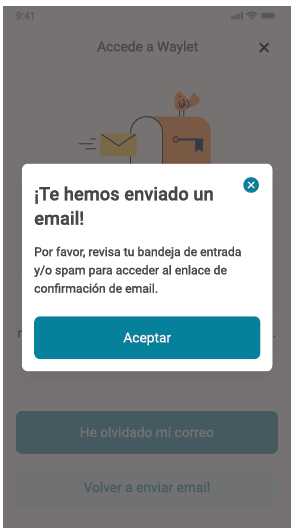 9:41
Accede a Waylet
¡Te hemos enviado un
email!
Por favor, revisa tu bandeja de entrada
y/o spam para acceder al enlace de
confirmación de email.
Aceptar
He olvidado mi correo
Volver a enviar email